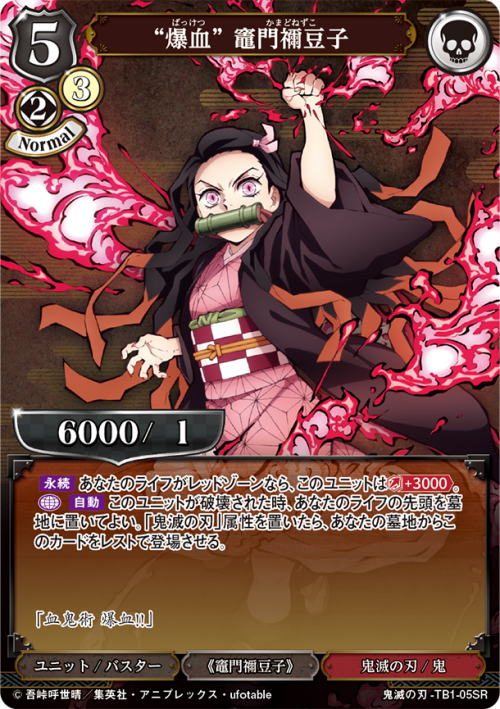 5
ばっけつ かまどねずこ
“爆血” 竈門禰豆子
2
3
Normal
6000/ 1
永続 あなたのライフがレッドゾーンなら、このユニットは+3000。
自動 このユニットが破壊された時、あなたのライフの先頭を墓
地に置いてよい。「鬼滅の刃」属性を置いたら、あなたの墓地からこ
のカードをレストで登場させる。
「血鬼術 爆血!!」
ユニット / バスター 《竈門禰豆子》 鬼滅の刃 / 鬼
© 吾峠呼世晴／集英社・アニプレックス・ufotable 鬼滅の刃 -TB1-05SR